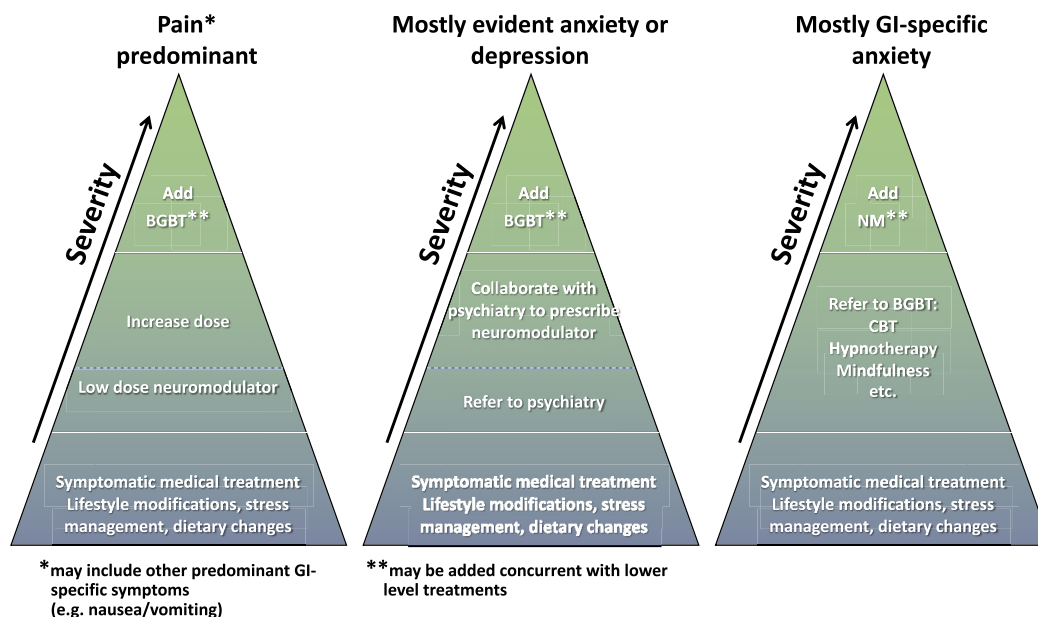 Pain*
predominant
Severity
Add
BGBT**
Increase dose
Low dose neuromodulator
Symptomatic medical treatment
Lifestyle modifications, stress
management, dietary changes
*may include other predominant GI-
specific symptoms
(e.g. nausea/vomiting)
Mostly evident anxiety or
depression
Severity
Add
BGBT**
Collaborate with
psychiatry to prescribe
neuromodulator
Refer to psychiatry
Symptomatic medical treatment
Lifestyle modifications, stress
management, dietary changes
**may be added concurrent with lower
level treatments
Mostly GI-specific
anxiety
Severity
Add
NM**
Refer to BGBT:
CBT
Hypnotherapy
Mindfulness
etc.
Symptomatic medical treatment
Lifestyle modifications, stress
management, dietary changes